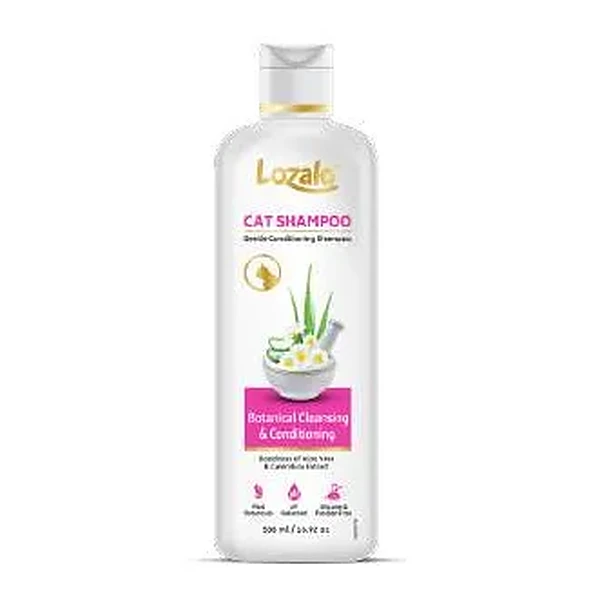 Lozalo
CAT SHAMPOO
Gentle Conditioning Shampoo
Botanical Cleansing
& Conditioning
Goodness of Aloe Vera
& Calendula Extract
pH
Balanced
500 ml / 16.92 oz